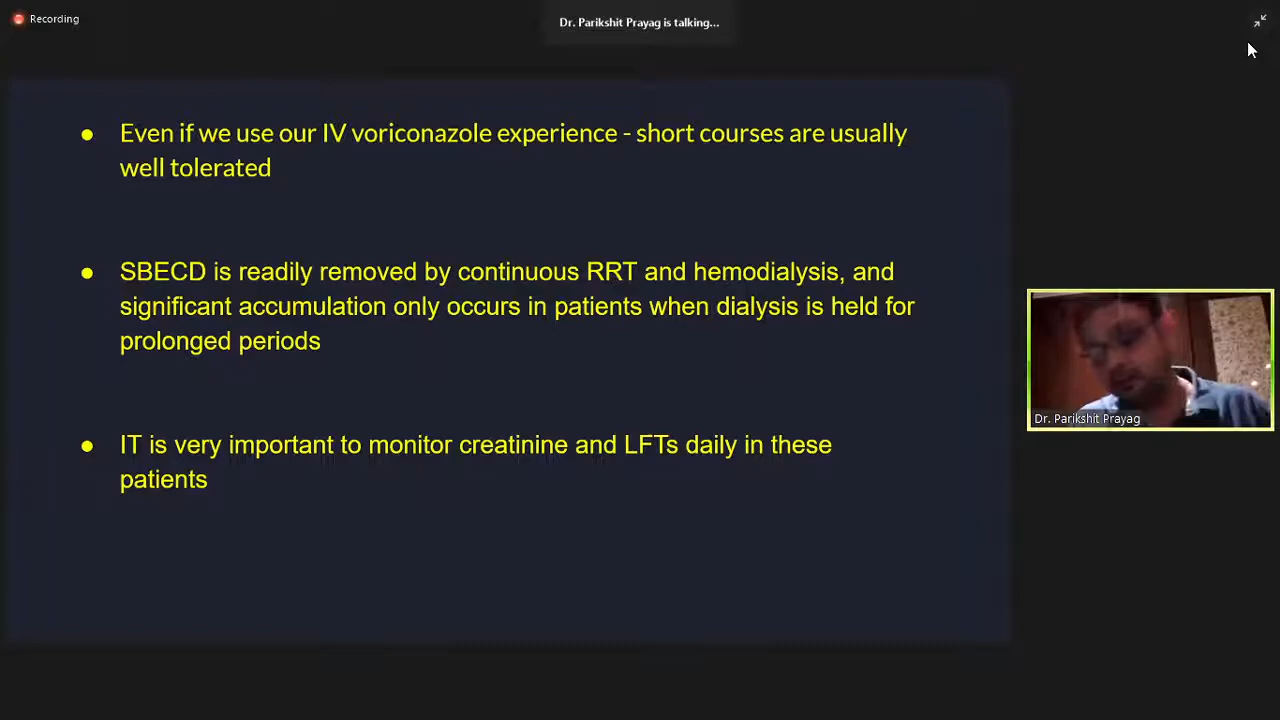 Recording
Dr. Parikshit Prayag is talking...
● Even if we use our IV voriconazole experience - short courses are usually
well tolerated
● SBECD is readily removed by continuous RRT and hemodialysis, and
significant accumulation only occurs in patients when dialysis is held for
prolonged periods
● IT is very important to monitor creatinine and LFTs daily in these
patients
Dr. Parikshit Prayag